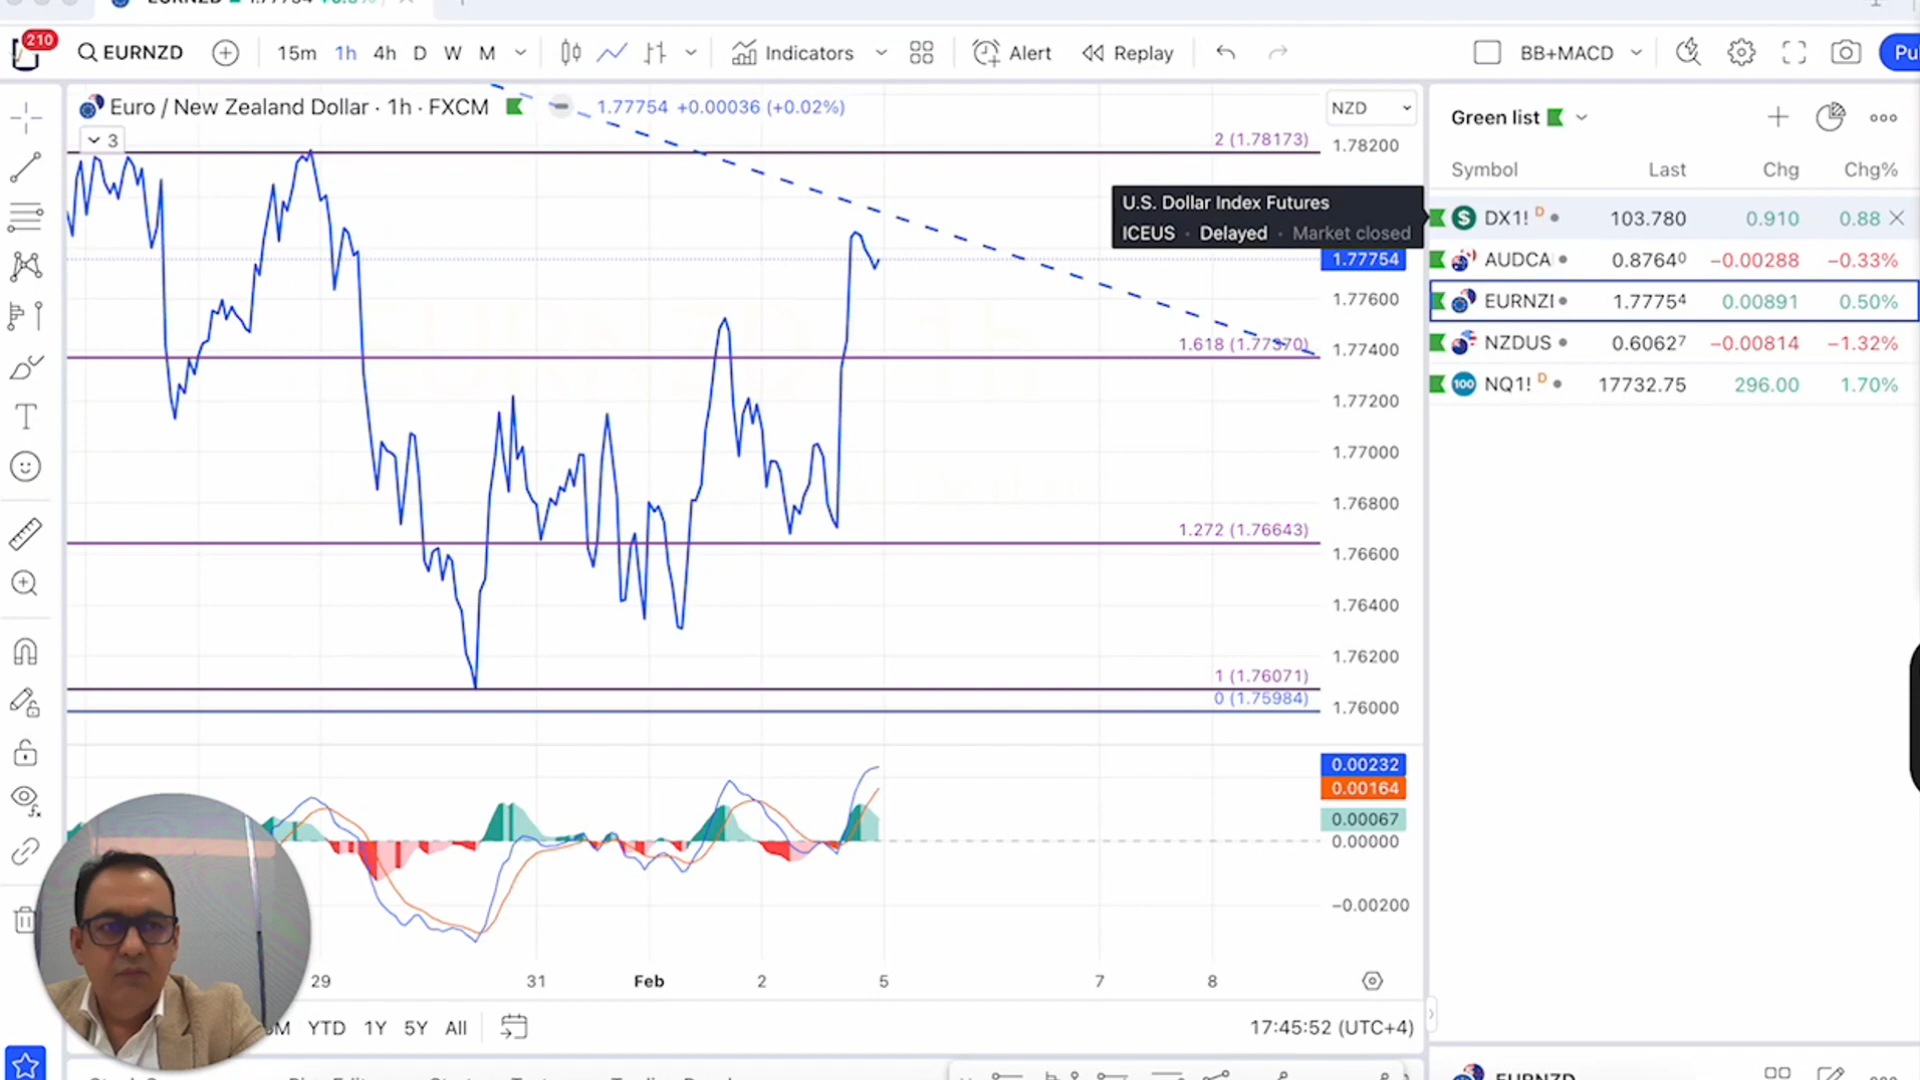 210
EURNZD
15m
1h
4h
D
W
M
Indicators
Alert
Replay
BB+MACD
Pu
Euro / New Zealand Dollar · 1h · FXCM
1.77754 +0.00036 (+0.02%)
NZD
3
2 (1.78173)
1.618 (1.77370)
1.272 (1.76643)
1 (1.76071)
0 (1.75984)
1.78200
1.77754
1.77600
1.77400
1.77200
1.77000
1.76800
1.76600
1.76400
1.76200
1.76000
0.00232
0.00164
0.00067
0.00000
−0.00200
29
31
Feb
2
5
7
8
YTD
1Y
5Y
All
17:45:52 (UTC+4)
U.S. Dollar Index Futures
ICEUS · Delayed · Market closed
Green list
Symbol Last Chg Chg%
DX1! D 103.780 0.910 0.88
AUDCA 0.87640 −0.00288 −0.33%
EURNZI 1.77754 0.00891 0.50%
NZDUS 0.60627 −0.00814 −1.32%
100 NQ1! D 17732.75 296.00 1.70%
EURNZD